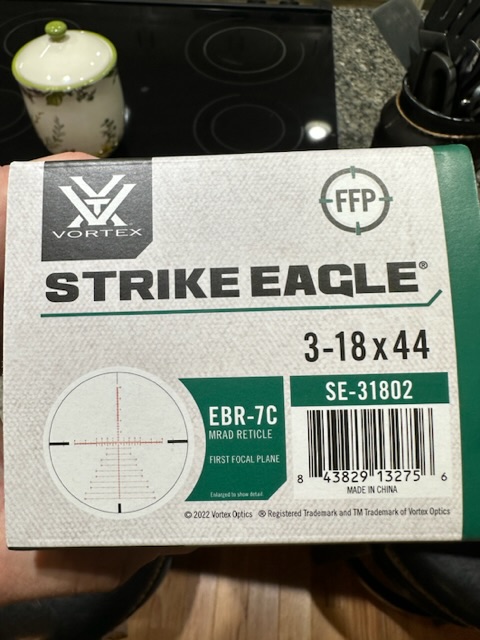 VORTEX
FFP
STRIKE EAGLE®
3-18x44
SE-31802
EBR-7C
MRAD RETICLE
FIRST FOCAL PLANE
Enlarged to show detail.
8 43829 13275 6
MADE IN CHINA
© 2022 Vortex Optics ® Registered Trademark and TM Trademark of Vortex Optics